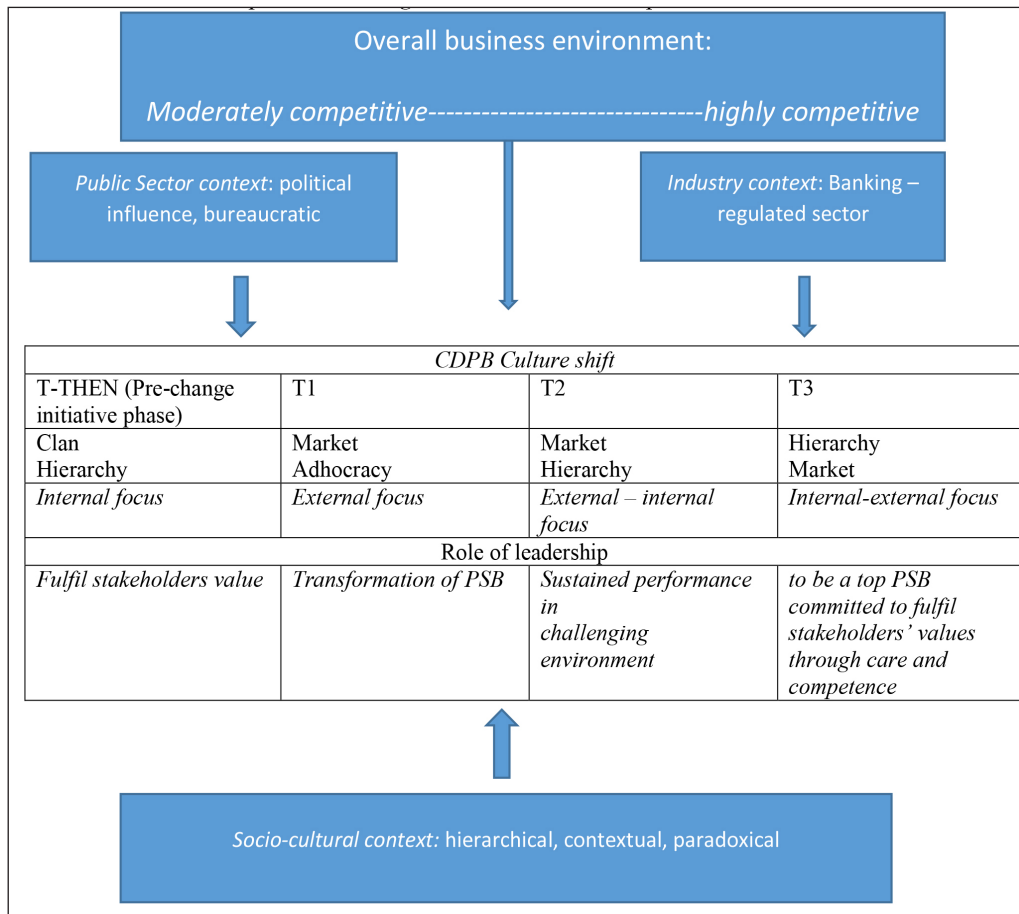 Overall business environment:
Moderately competitive-------------------------------highly competitive
Public Sector context: political
influence, bureaucratic
Industry context: Banking –
regulated sector
CDPB Culture shift
T-THEN (Pre-change
initiative phase)
T1
T2
T3
Clan
Hierarchy
Market
Adhocracy
Market
Hierarchy
Hierarchy
Market
Internal focus
External focus
External – internal
focus
Internal-external focus
Role of leadership
Fulfil stakeholders value
Transformation of PSB
Sustained performance
in
challenging
environment
to be a top PSB
committed to fulfil
stakeholders’ values
through care and
competence
Socio-cultural context: hierarchical, contextual, paradoxical